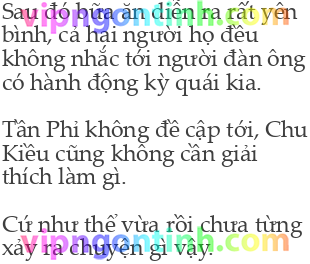 Sau đó bữa ăn diễn ra rất yên
bình, cả hai người họ đều
không nhắc tới người đàn ông
có hành động kỳ quái kia.
Tần Phỉ không đề cập tới, Chu
Kiều cũng không cần giải
thích làm gì.
Cứ như thể vừa rồi chưa từng
xảy ra chuyện gì vậy.
vipngontinh.com
vipngontinh.com
vipngontinh.com